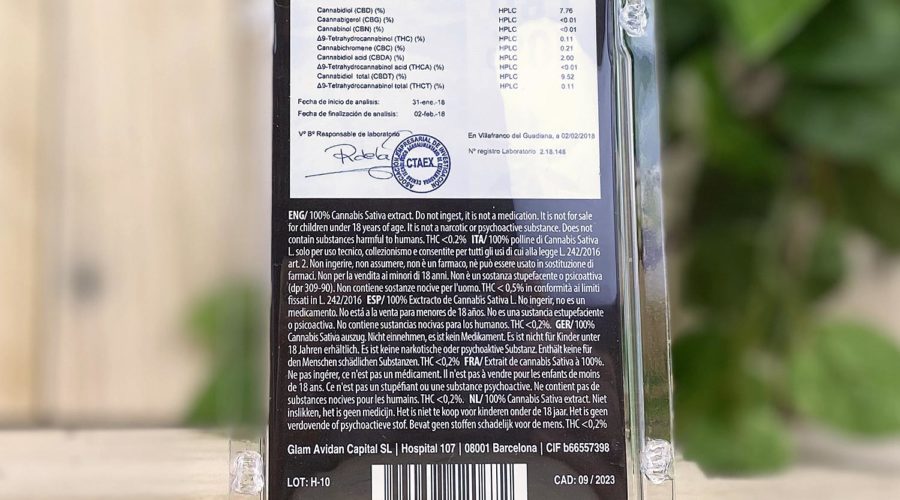 Cannabidiol (CBD) (%) HPLC 7.76
Caannabigerol (CBG) (%) HPLC <0.01
Cannabinol (CBN) (%) HPLC <0.01
Δ9-Tetrahydrocannabinol (THC) (%) HPLC 0.11
Cannabichromene (CBC) (%) HPLC 0.21
Cannabidiol acid (CBDA) (%) HPLC 2.00
Δ9-Tetrahydrocannabinol acid (THCA) (%) HPLC <0.01
Cannabidiol total (CBDT) (%) HPLC 9.52
Δ9-Tetrahydrocannabinol total (THCT) (%) HPLC 0.11
Fecha de inicio de analisis: 31-ene.-18
Fecha de finalización de analisis: 02-feb.-18
Vº Bº Responsable de laboratorio En Villafranco del Guadiana, a 02/02/2018
Nº registro Laboratorio 2.18.148
CTAEX
ENG/ 100% Cannabis Sativa extract. Do not ingest, it is not a medication. It is not for sale
for children under 18 years of age. It is not a narcotic or psychoactive substance. Does not
contain substances harmful to humans. THC <0.2% ITA/ 100% polline di Cannabis Sativa
L. solo per uso tecnico, collezionismo e consentite per tutti gli usi di cui alla legge L. 242/2016
art. 2. Non ingerire, non assumere, non è un farmaco, nè può essere usato in sostituzione di
farmaci. Non per la vendita ai minori di 18 anni. Non è un sostanza stupefacente o psicoattiva
(dpr 309-90). Non contiene sostanze nocive per l'uomo. THC < 0,5% in conformità ai limiti
fissati in L. 242/2016 ESP/ 100% Exctracto de Cannabis Sativa L. No ingerir, no es un
medicamento. No está a la venta para menores de 18 años. No es una sustancia estupefaciente
o psicoactiva. No contiene sustancias nocivas para los humanos. THC <0,2%. GER/ 100%
Cannabis Sativa auszug. Nicht einnehmen, es ist kein Medikament. Es ist nicht für Kinder unter
18 Jahren erhältlich. Es ist keine narkotische oder psychoaktive Substanz. Enthält keine für
den Menschen schädlichen Substanzen. THC <0,2% FRA/ Extrait de cannabis Sativa à 100%.
Ne pas ingérer, ce n'est pas un médicament. Il n'est pas à vendre pour les enfants de moins
de 18 ans. Ce n'est pas un stupéfiant ou une substance psychoactive. Ne contient pas de
substances nocives pour les humains. THC <0,2%. NL/ 100% Cannabis Sativa extract. Niet
inslikken, het is geen medicijn. Het is niet te koop voor kinderen onder de 18 jaar. Het is geen
verdovende of psychoactieve stof. Bevat geen stoffen schadelijk voor de mens. THC <0,2%
Glam Avidan Capital SL | Hospital 107 | 08001 Barcelona | CIF b66557398
LOT: H-10 CAD: 09 / 2023